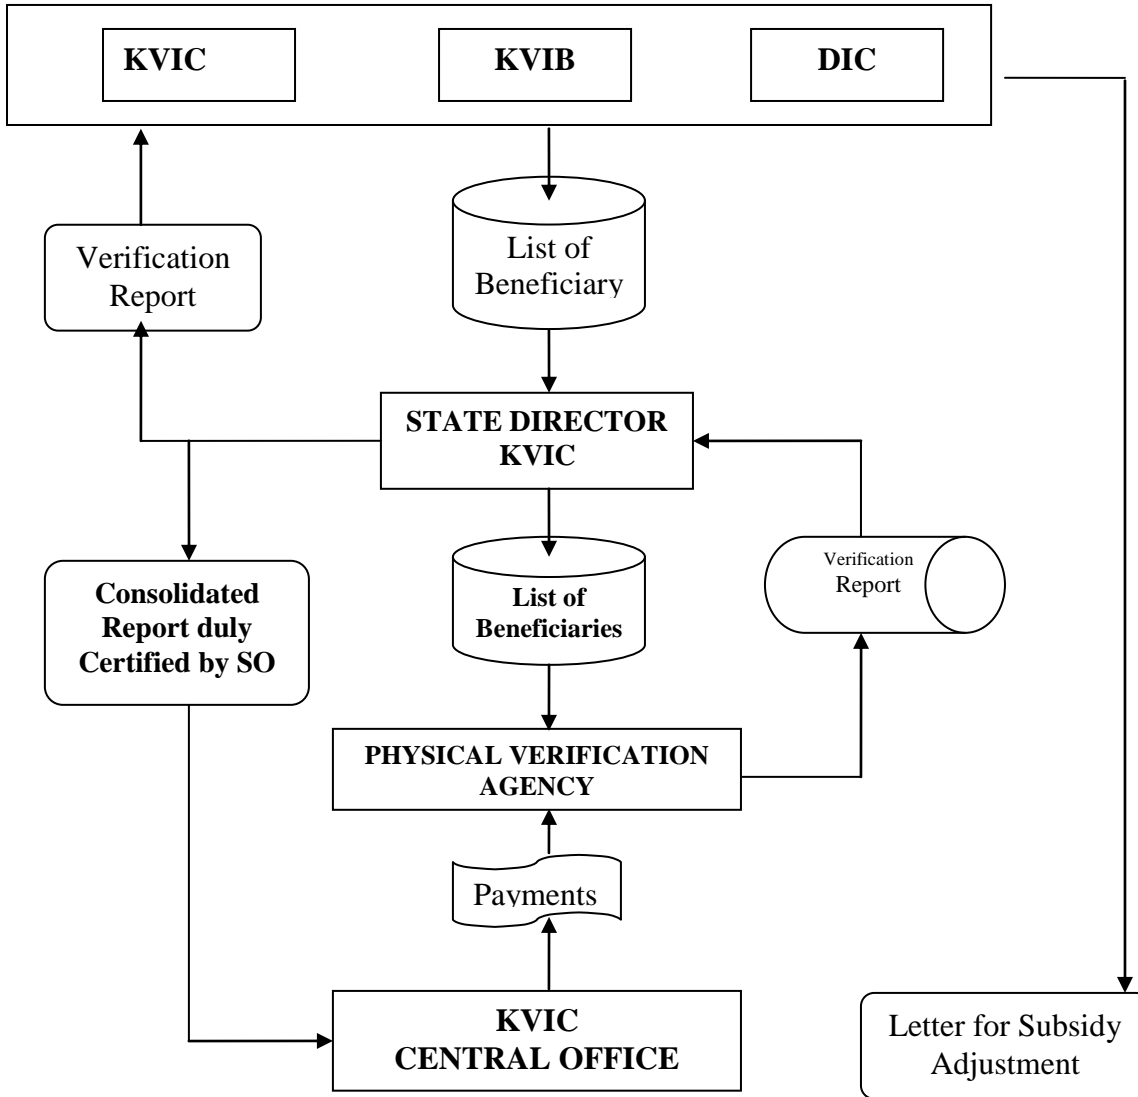 KVIC
KVIB
DIC
List of
Beneficiary
Verification
Report
STATE DIRECTOR
KVIC
Verification
Report
Consolidated
Report duly
Certified by SO
List of
Beneficiaries
PHYSICAL VERIFICATION
AGENCY
Payments
KVIC
CENTRAL OFFICE
Letter for Subsidy
Adjustment